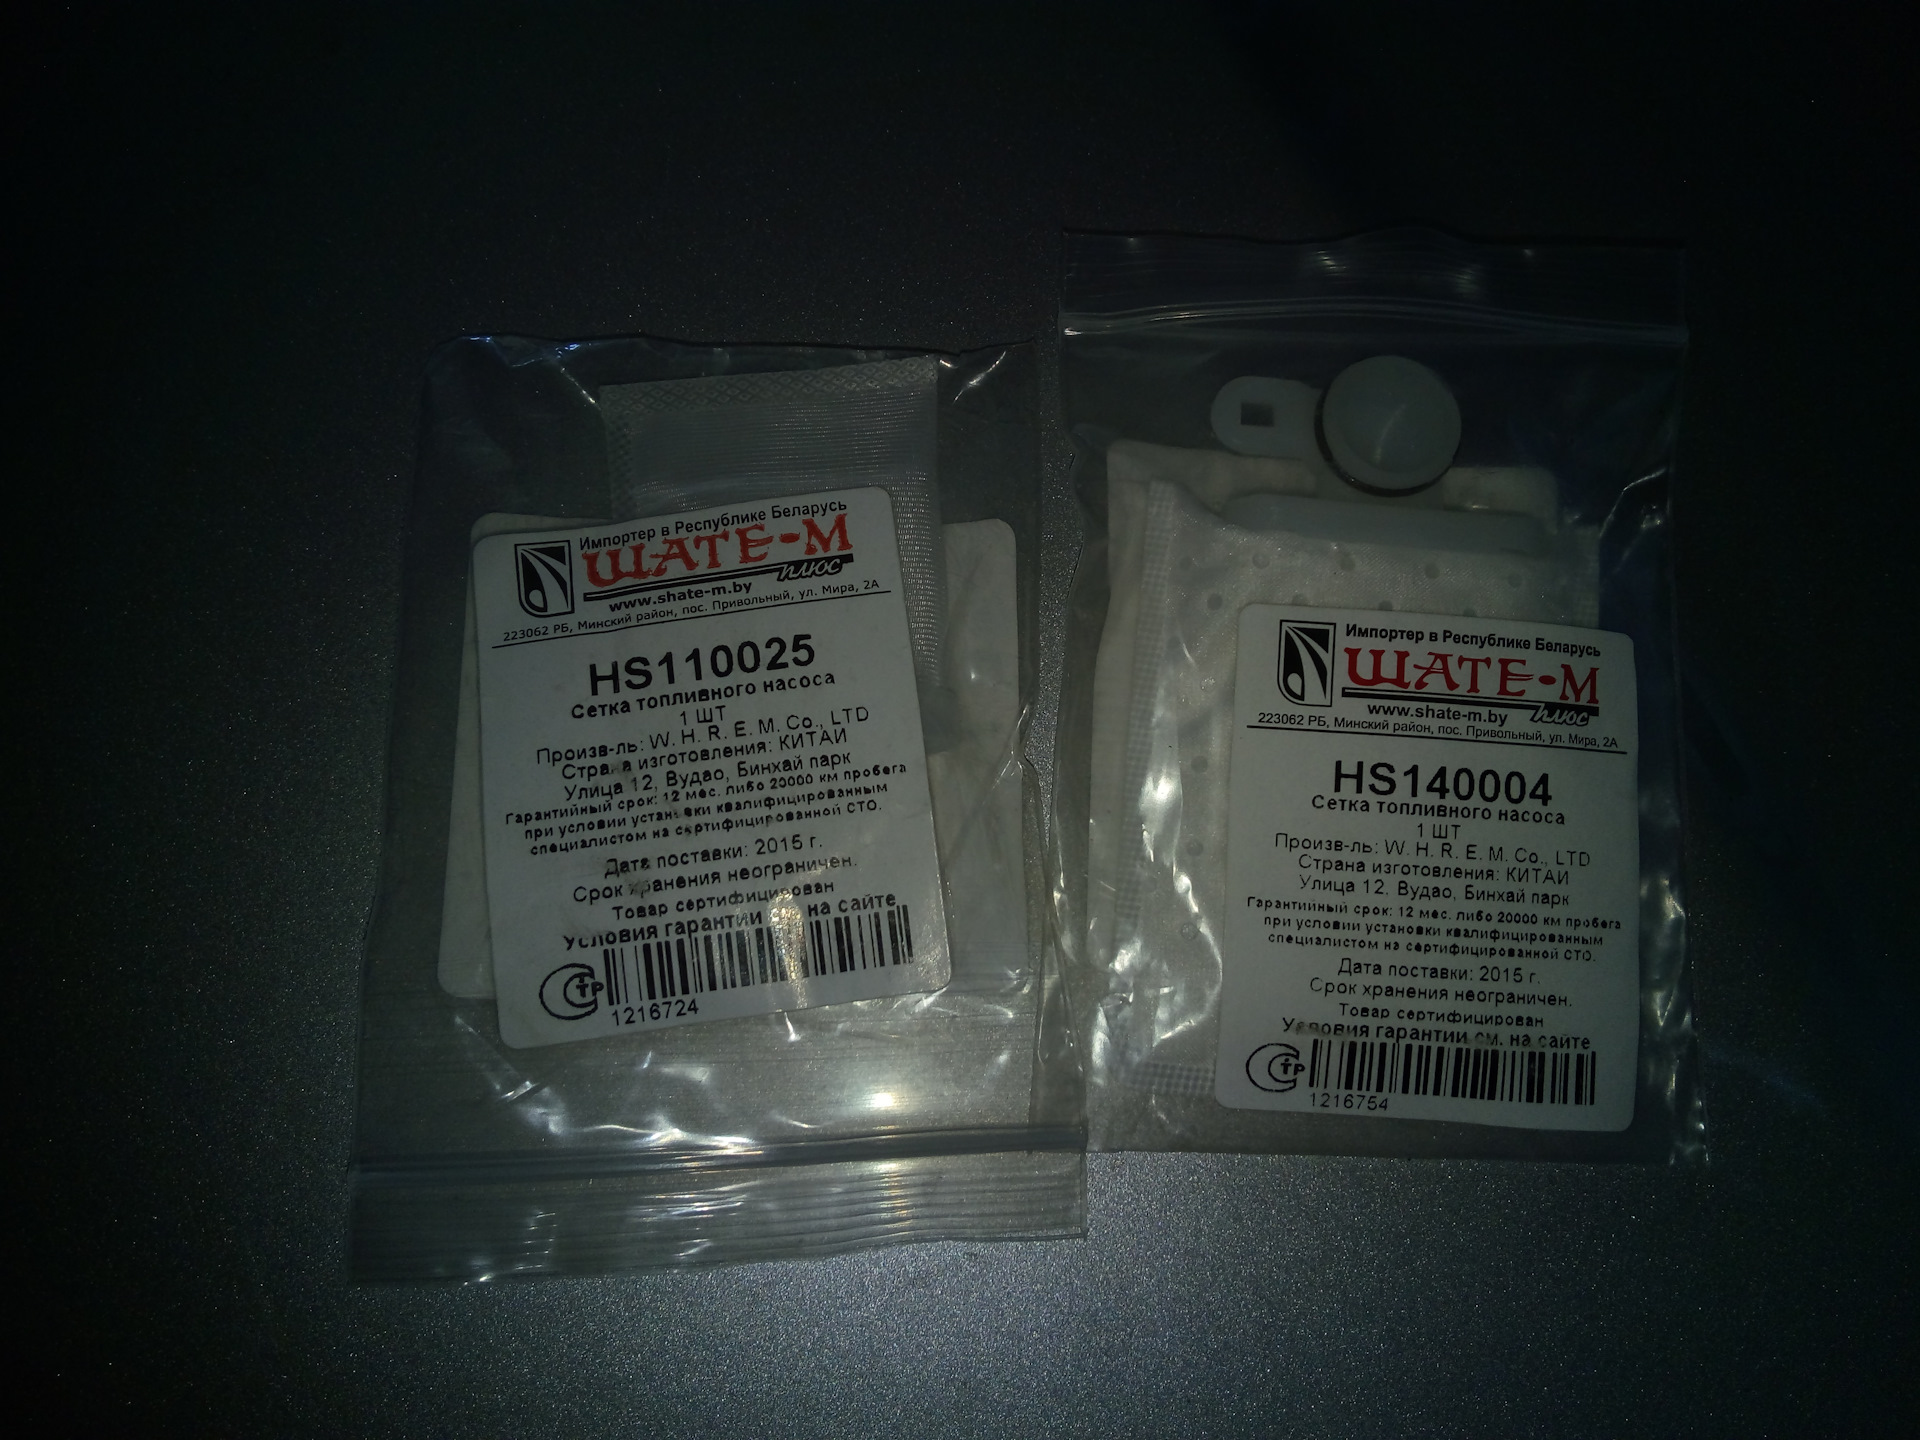 Импортер в Республике Беларусь
ШАТЕ-М
плюс
www.shate-m.by
223062 РБ, Минский район, пос. Привольный, ул. Мира, 2А
HS110025
Сетка топливного насоса
1 ШТ
Произв-ль: W. H. R. E. M. Co., LTD
Страна изготовления: КИТАЙ
Улица 12, Вудао, Бинхай парк
Гарантийный срок: 12 мес. либо 20000 км пробега
при условии установки квалифицированным
специалистом на сертифицированной СТО.
Дата поставки: 2015 г.
Срок хранения неограничен.
Товар сертифицирован
Условия гарантии см. на сайте
СТР
1216724
Импортер в Республике Беларусь
ШАТЕ-М
плюс
www.shate-m.by
223062 РБ, Минский район, пос. Привольный, ул. Мира, 2А
HS140004
Сетка топливного насоса
1 ШТ
Произв-ль: W. H. R. E. M. Co., LTD
Страна изготовления: КИТАЙ
Улица 12, Вудао, Бинхай парк
Гарантийный срок: 12 мес. либо 20000 км пробега
при условии установки квалифицированным
специалистом на сертифицированной СТО.
Дата поставки: 2015 г.
Срок хранения неограничен.
Товар сертифицирован
Условия гарантии см. на сайте
СТР
1216754